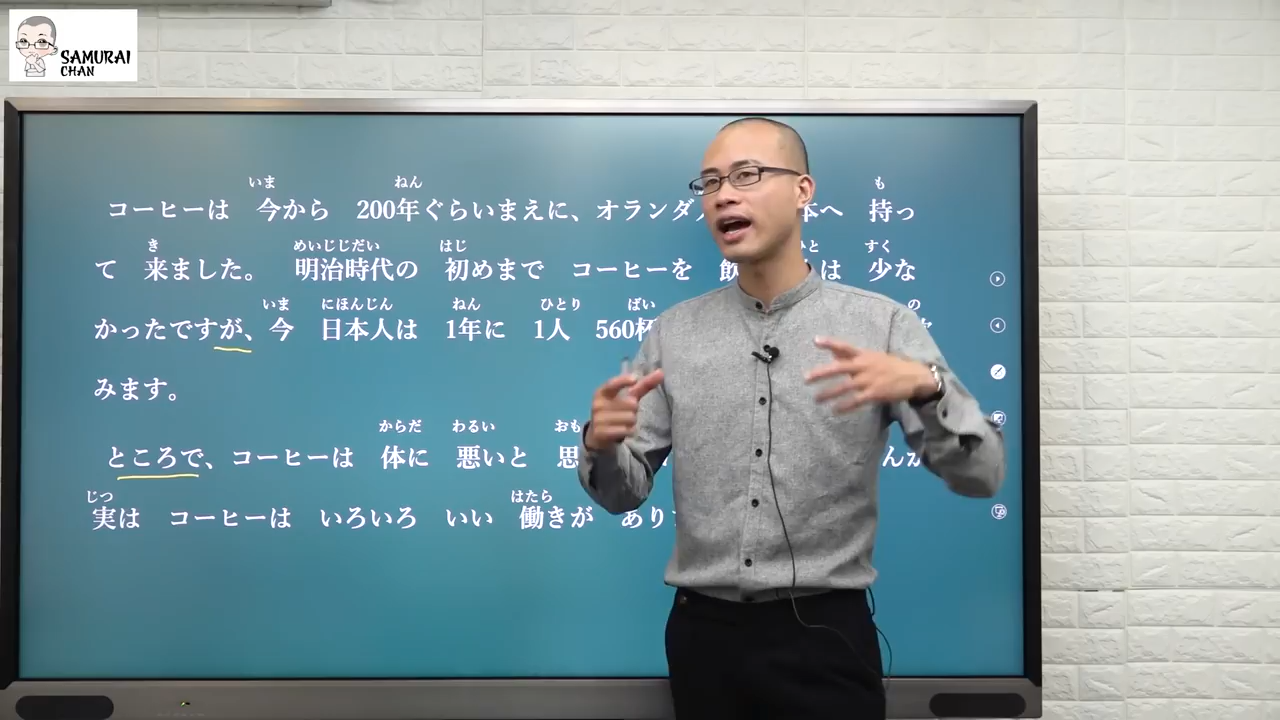 SAMURAI
CHAN
いま ねん も
コーヒーは 今から 200年ぐらいまえに、オランダ 本へ 持っ
き めいじじだい はじ すく
て 来ました。 明治時代の 初めまで コーヒーを 飲 は 少な
いま にほんじん ねん ひとり ばい の
かったですが、今 日本人は 1年に 1人 560杯
みます。
からだ わるい おも
ところで、コーヒーは 体に 悪いと 思
じつ はたら
実は コーヒーは いろいろ いい 働きが あり